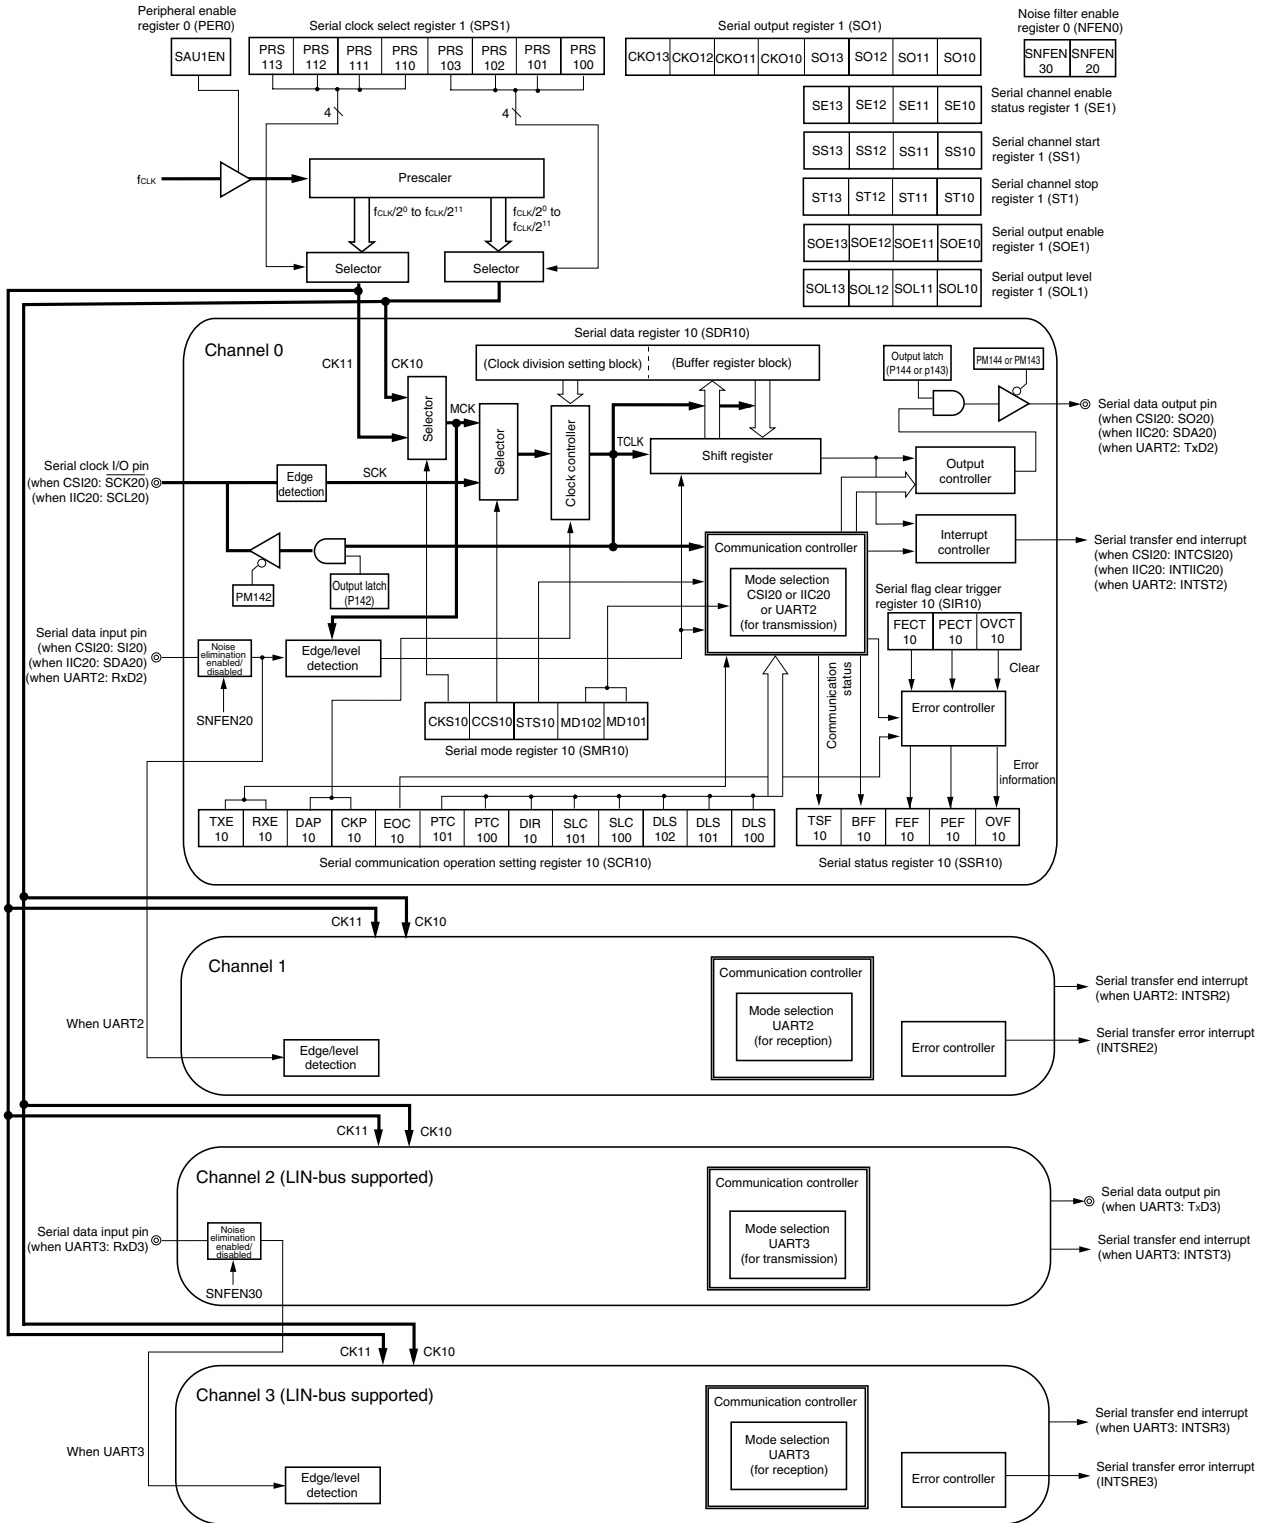 Peripheral enable
register 0 (PER0)
SAU1EN
Serial clock select register 1 (SPS1)
PRS
113
PRS
112
PRS
111
PRS
110
PRS
103
PRS
102
PRS
101
PRS
100
4
4
Serial output register 1 (SO1)
CKO13 CKO12 CKO11 CKO10 SO13 SO12 SO11 SO10
Noise filter enable
register 0 (NFEN0)
SNFEN
30
SNFEN
20
SE13 SE12 SE11 SE10
Serial channel enable
status register 1 (SE1)
SS13 SS12 SS11 SS10
Serial channel start
register 1 (SS1)
ST13 ST12 ST11 ST10
Serial channel stop
register 1 (ST1)
SOE13 SOE12 SOE11 SOE10
Serial output enable
register 1 (SOE1)
SOL13 SOL12 SOL11 SOL10
Serial output level
register 1 (SOL1)
fCLK
Prescaler
fCLK/2⁰ to fCLK/2¹¹
fCLK/2⁰ to
fCLK/2¹¹
Selector
Selector
Channel 0
CK11
CK10
Serial data register 10 (SDR10)
(Clock division setting block)
(Buffer register block)
Output latch
(P144 or p143)
PM144 or PM143
Selector
MCK
Selector
Clock controller
TCLK
Shift register
Output
controller
Interrupt
controller
Serial data output pin
(when CSI20: SO20)
(when IIC20: SDA20)
(when UART2: TxD2)
Serial clock I/O pin
(when CSI20: S̅C̅K̅2̅0̅)
(when IIC20: SCL20)
Edge
detection
SCK
Serial transfer end interrupt
(when CSI20: INTCSI20)
(when IIC20: INTIIC20)
(when UART2: INTST2)
PM142
Output latch
(P142)
Communication controller
Mode selection
CSI20 or IIC20
or UART2
(for transmission)
Serial flag clear trigger
register 10 (SIR10)
FECT
10
PECT
10
OVCT
10
Clear
Serial data input pin
(when CSI20: SI20)
(when IIC20: SDA20)
(when UART2: RxD2)
Noise
elimination
enabled/
disabled
SNFEN20
Edge/level
detection
CKS10 CCS10 STS10 MD102 MD101
Serial mode register 10 (SMR10)
Communication
status
Error controller
Error
information
TXE
10
RXE
10
DAP
10
CKP
10
EOC
10
PTC
101
PTC
100
DIR
10
SLC
101
SLC
100
DLS
102
DLS
101
DLS
100
Serial communication operation setting register 10 (SCR10)
TSF
10
BFF
10
FEF
10
PEF
10
OVF
10
Serial status register 10 (SSR10)
CK11
CK10
Channel 1
When UART2
Edge/level
detection
Communication controller
Mode selection
UART2
(for reception)
Error controller
Serial transfer end interrupt
(when UART2: INTSR2)
Serial transfer error interrupt
(INTSRE2)
CK11
CK10
Channel 2 (LIN-bus supported)
Serial data input pin
(when UART3: RxD3)
Noise
elimination
enabled/
disabled
SNFEN30
Communication controller
Mode selection
UART3
(for transmission)
Serial data output pin
(when UART3: TxD3)
Serial transfer end interrupt
(when UART3: INTST3)
CK11
CK10
Channel 3 (LIN-bus supported)
When UART3
Edge/level
detection
Communication controller
Mode selection
UART3
(for reception)
Error controller
Serial transfer end interrupt
(when UART3: INTSR3)
Serial transfer error interrupt
(INTSRE3)